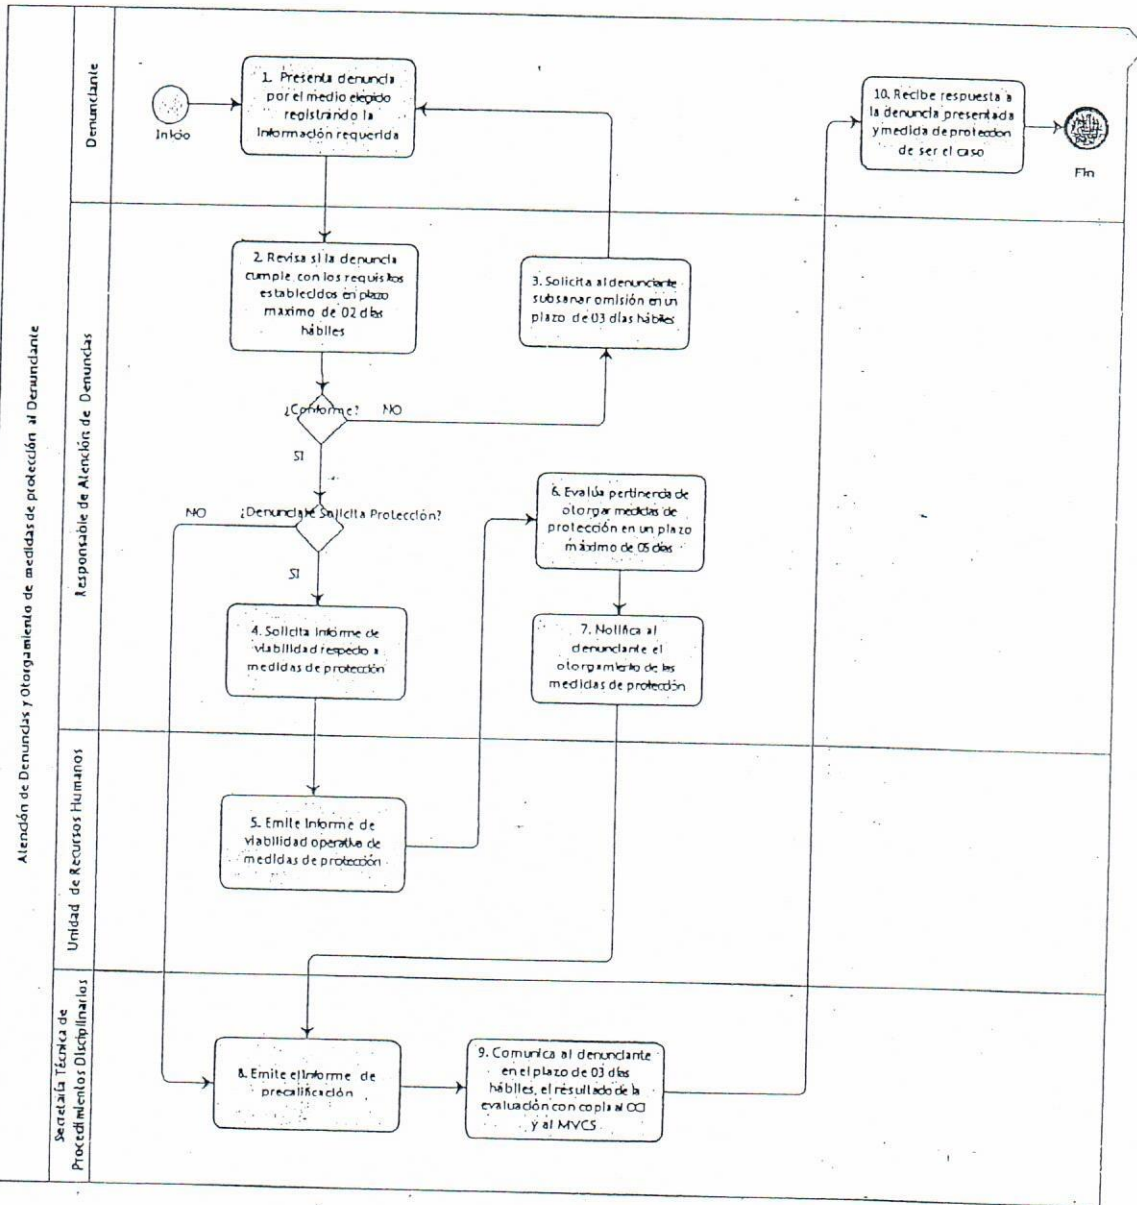 Atención de Denuncias y Otorgamiento de medidas de protección al Denunciante
Denunciante
Inicio
1. Presenta denuncia
por el medio elegido
registrando la
información requerida
10. Recibe respuesta a
la denuncia presentada
y medida de proteccion
de ser el caso
Fin
Responsable de Atención de Denuncias
2. Revisa si la denuncia
cumple con los requisitos
establecidos en plazo
maximo de 02 días
hábiles
3. Solicita al denunciante
subsanar omisión en un
plazo de 03 días hábiles
¿Conforme?
NO
SI
NO
¿Denunciate Solicita Protección?
SI
6. Evalúa pertinencia de
otorgar medidas de
protección en un plazo
máximo de 05 días
4. Solicita informe de
viabilidad respecto a
medidas de protección
7. Notifica al
denunciante el
otorgamiento de las
medidas de protección
Unidad de Recursos Humanos
5. Emite informe de
viabilidad operativa de
medidas de protección
Secretaría Técnica de
Procedimientos Disciplinarios
8. Emite el informe de
precalificación
9. Comunica al denunciante
en el plazo de 03 días
hábiles, el resultado de la
evaluación con copia al OCI
y al MVCS